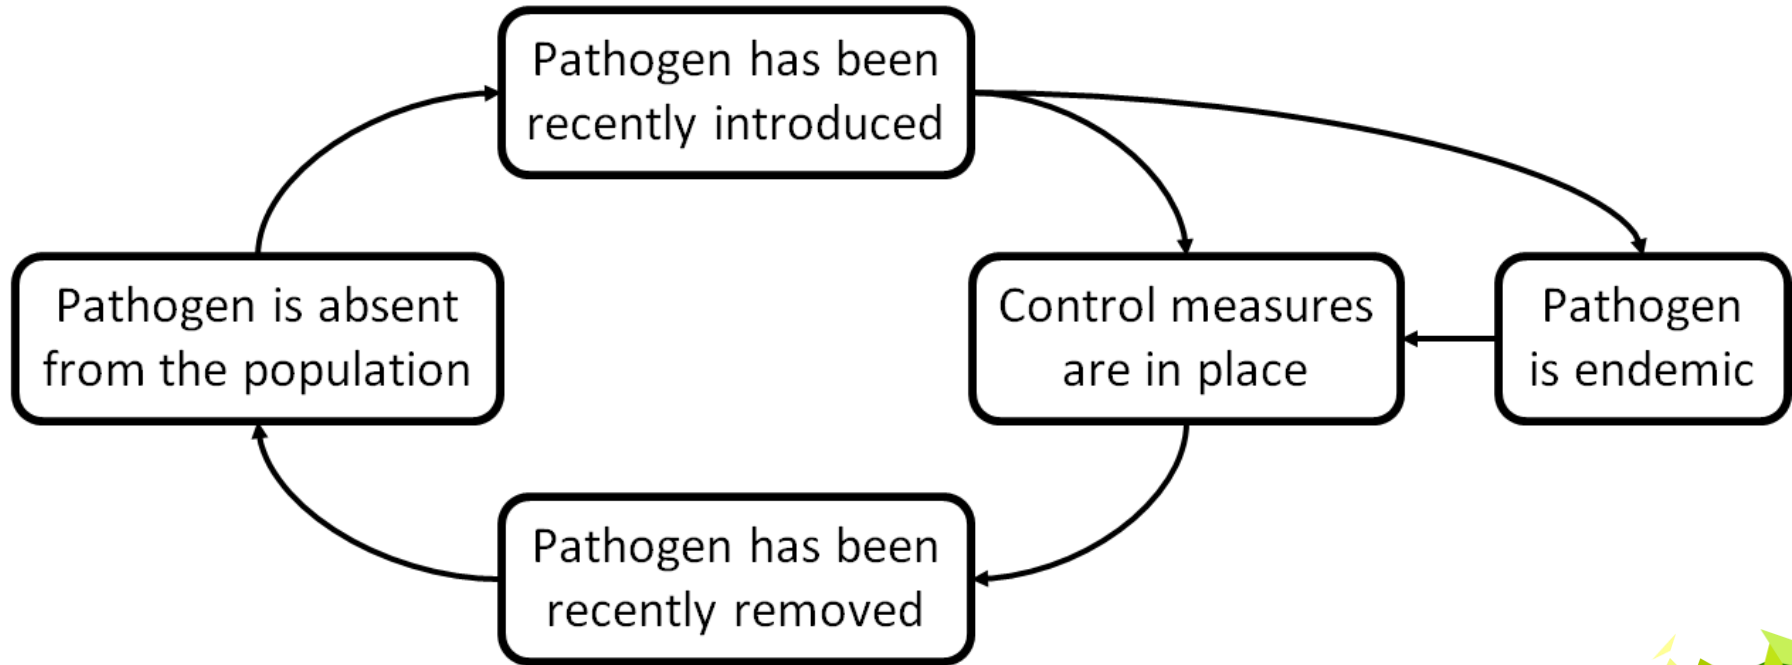 Pathogen has been
recently introduced
Pathogen is absent
from the population
Control measures
are in place
Pathogen
is endemic
Pathogen has been
recently removed